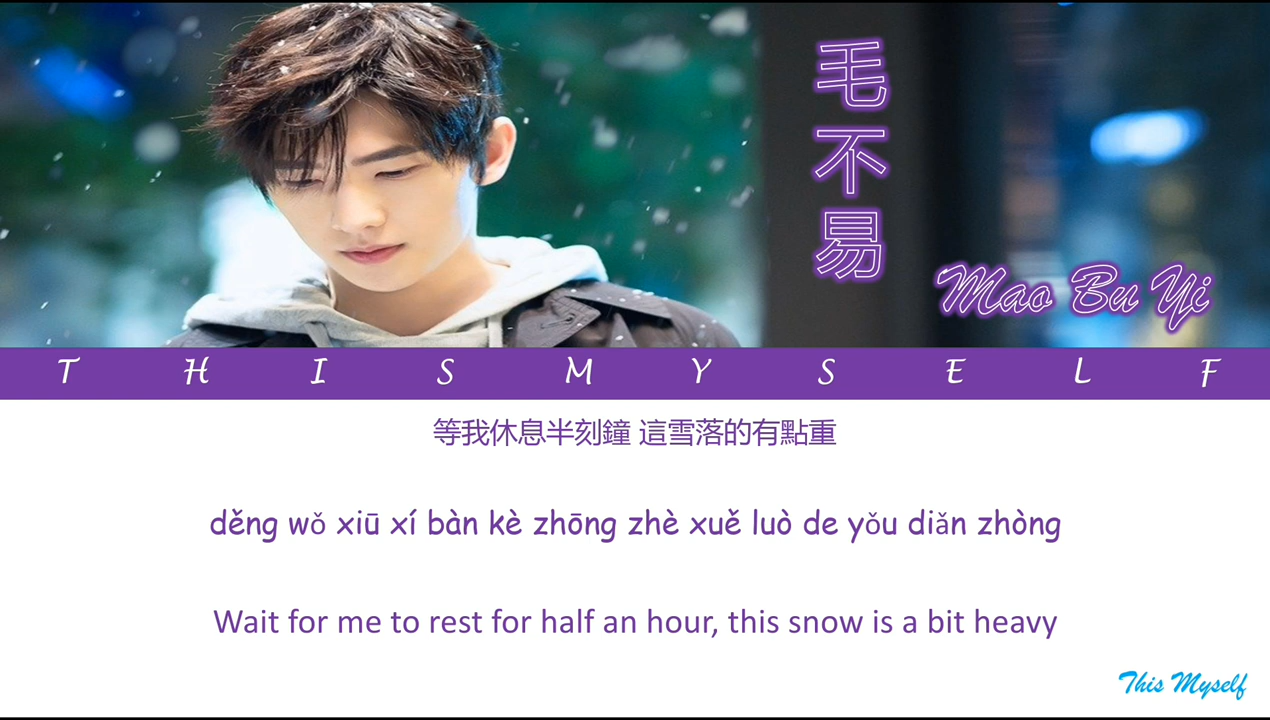 毛不易
Mao Bu Yi
T H I S M Y S E L F
等我休息半刻鐘 這雪落的有點重
děng wǒ xiū xí bàn kè zhōng zhè xuě luò de yǒu diǎn zhòng
Wait for me to rest for half an hour, this snow is a bit heavy
This Myself